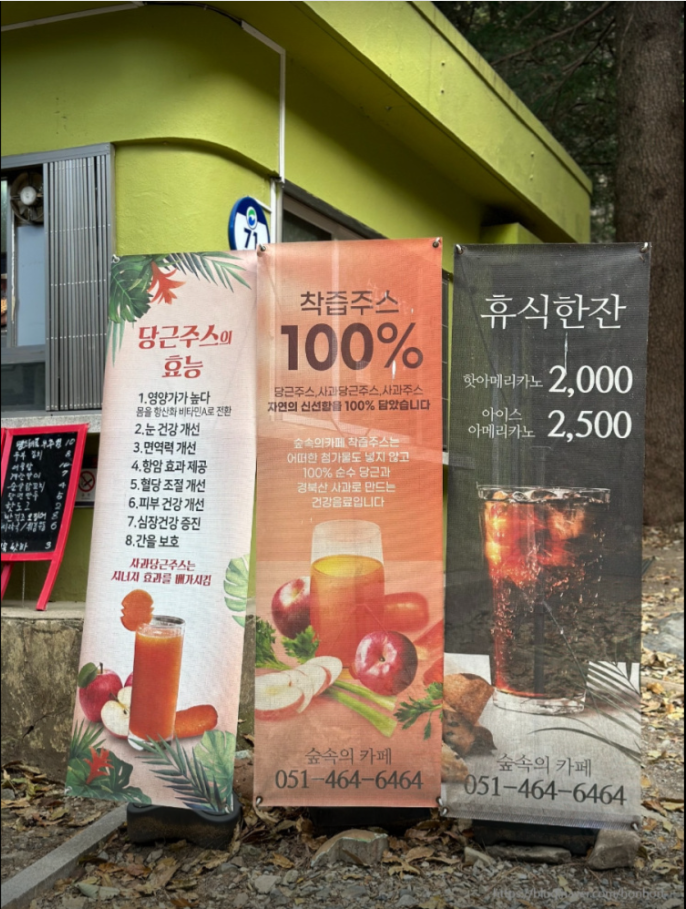 71
당근주스의
효능
1.영양가가 높다
몸을 항산화 비타민A로 전환
2.눈 건강 개선
3.면역력 개선
4.항암 효과 제공
5.혈당 조절 개선
6.피부 건강 개선
7.심장건강 증진
8.간을 보호
사과당근주스는
시너지 효과를 배가시킴
착즙주스
100%
당근주스,사과당근주스,사과주스
자연의 신선함을 100% 담았습니다
숲속의카페 착즙주스는
어떠한 첨가물도 넣지 않고
100% 순수 당근과
경북산 사과로 만드는
건강음료입니다
숲속의 카페
051-464-6464
휴식한잔
핫아메리카노 2,000
아이스
아메리카노 2,500
숲속의 카페
051-464-6464